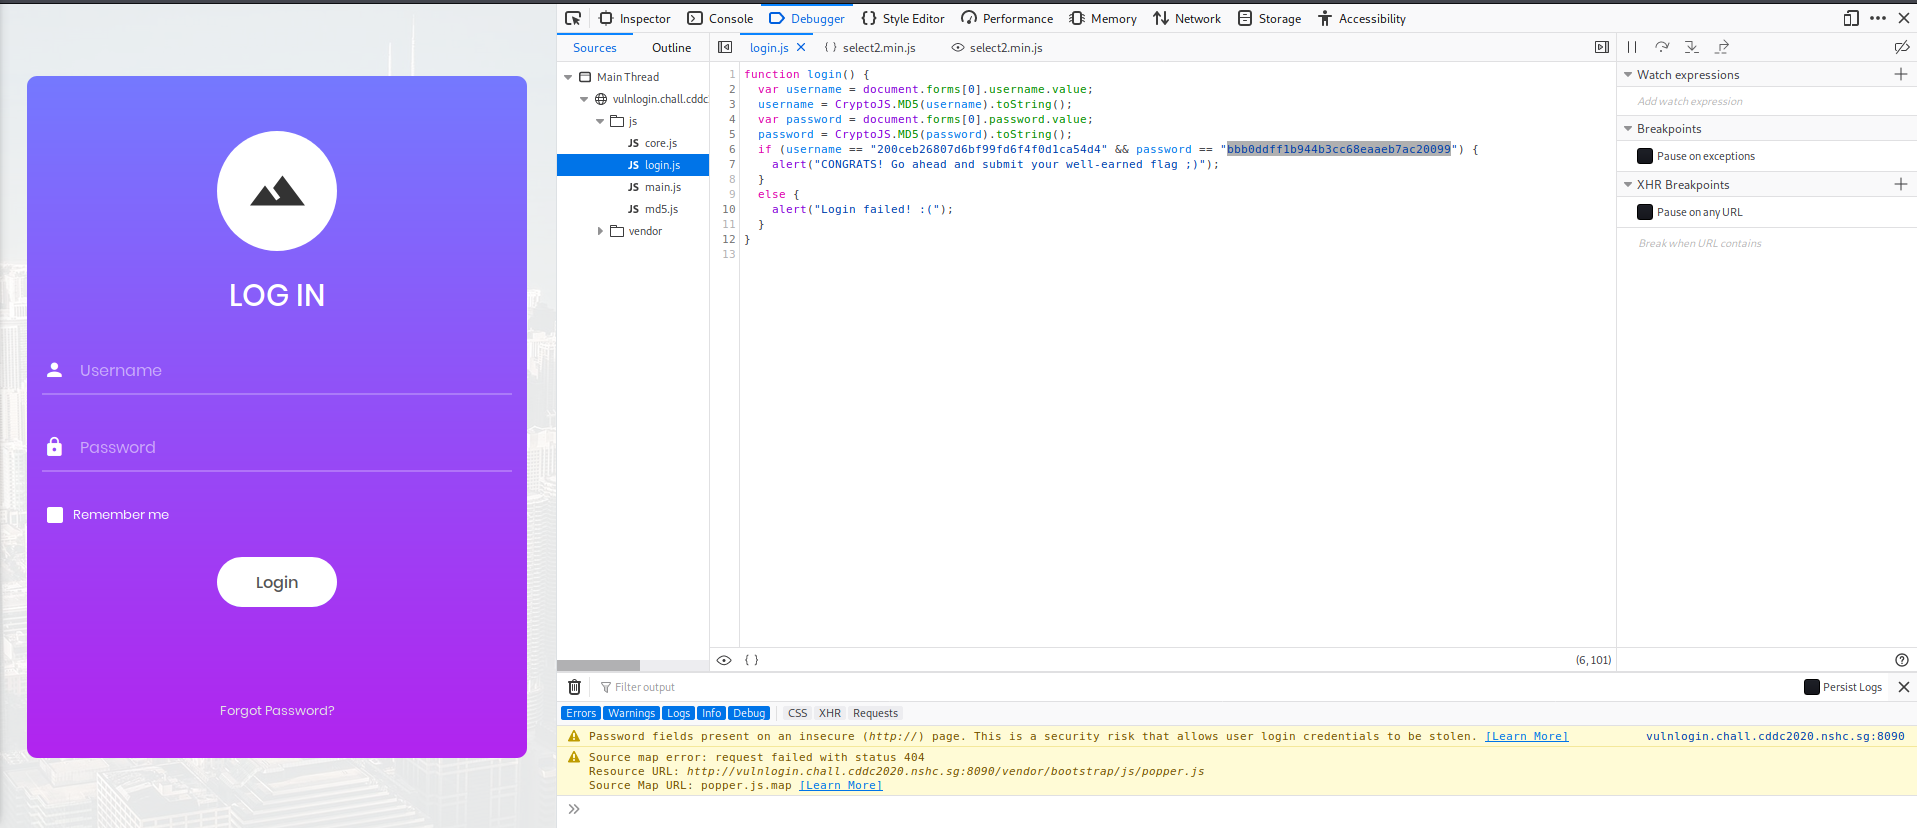 LOG IN
Username
Password
Remember me
Login
Forgot Password?
Inspector Console Debugger Style Editor Performance Memory Network Storage Accessibility
Sources Outline
Main Thread
vulnlogin.chall.cddc
js
JS core.js
JS login.js
JS main.js
JS md5.js
vendor
login.js { } select2.min.js select2.min.js
1 function login() {
2 var username = document.forms[0].username.value;
3 username = CryptoJS.MD5(username).toString();
4 var password = document.forms[0].password.value;
5 password = CryptoJS.MD5(password).toString();
6 if (username == "200ceb26807d6bf99fd6f4f0d1ca54d4" && password == "bbb0ddff1b944b3cc68eaaeb7ac20099") {
7 alert("CONGRATS! Go ahead and submit your well-earned flag ;)");
8 }
9 else {
10 alert("Login failed! :(");
11 }
12 }
13
{ } (6, 101)
Watch expressions
Add watch expression
Breakpoints
Pause on exceptions
XHR Breakpoints
Pause on any URL
Break when URL contains
Filter output Persist Logs
Errors Warnings Logs Info Debug CSS XHR Requests
Password fields present on an insecure (http://) page. This is a security risk that allows user login credentials to be stolen. [Learn More] vulnlogin.chall.cddc2020.nshc.sg:8090
Source map error: request failed with status 404
Resource URL: http://vulnlogin.chall.cddc2020.nshc.sg:8090/vendor/bootstrap/js/popper.js
Source Map URL: popper.js.map [Learn More]